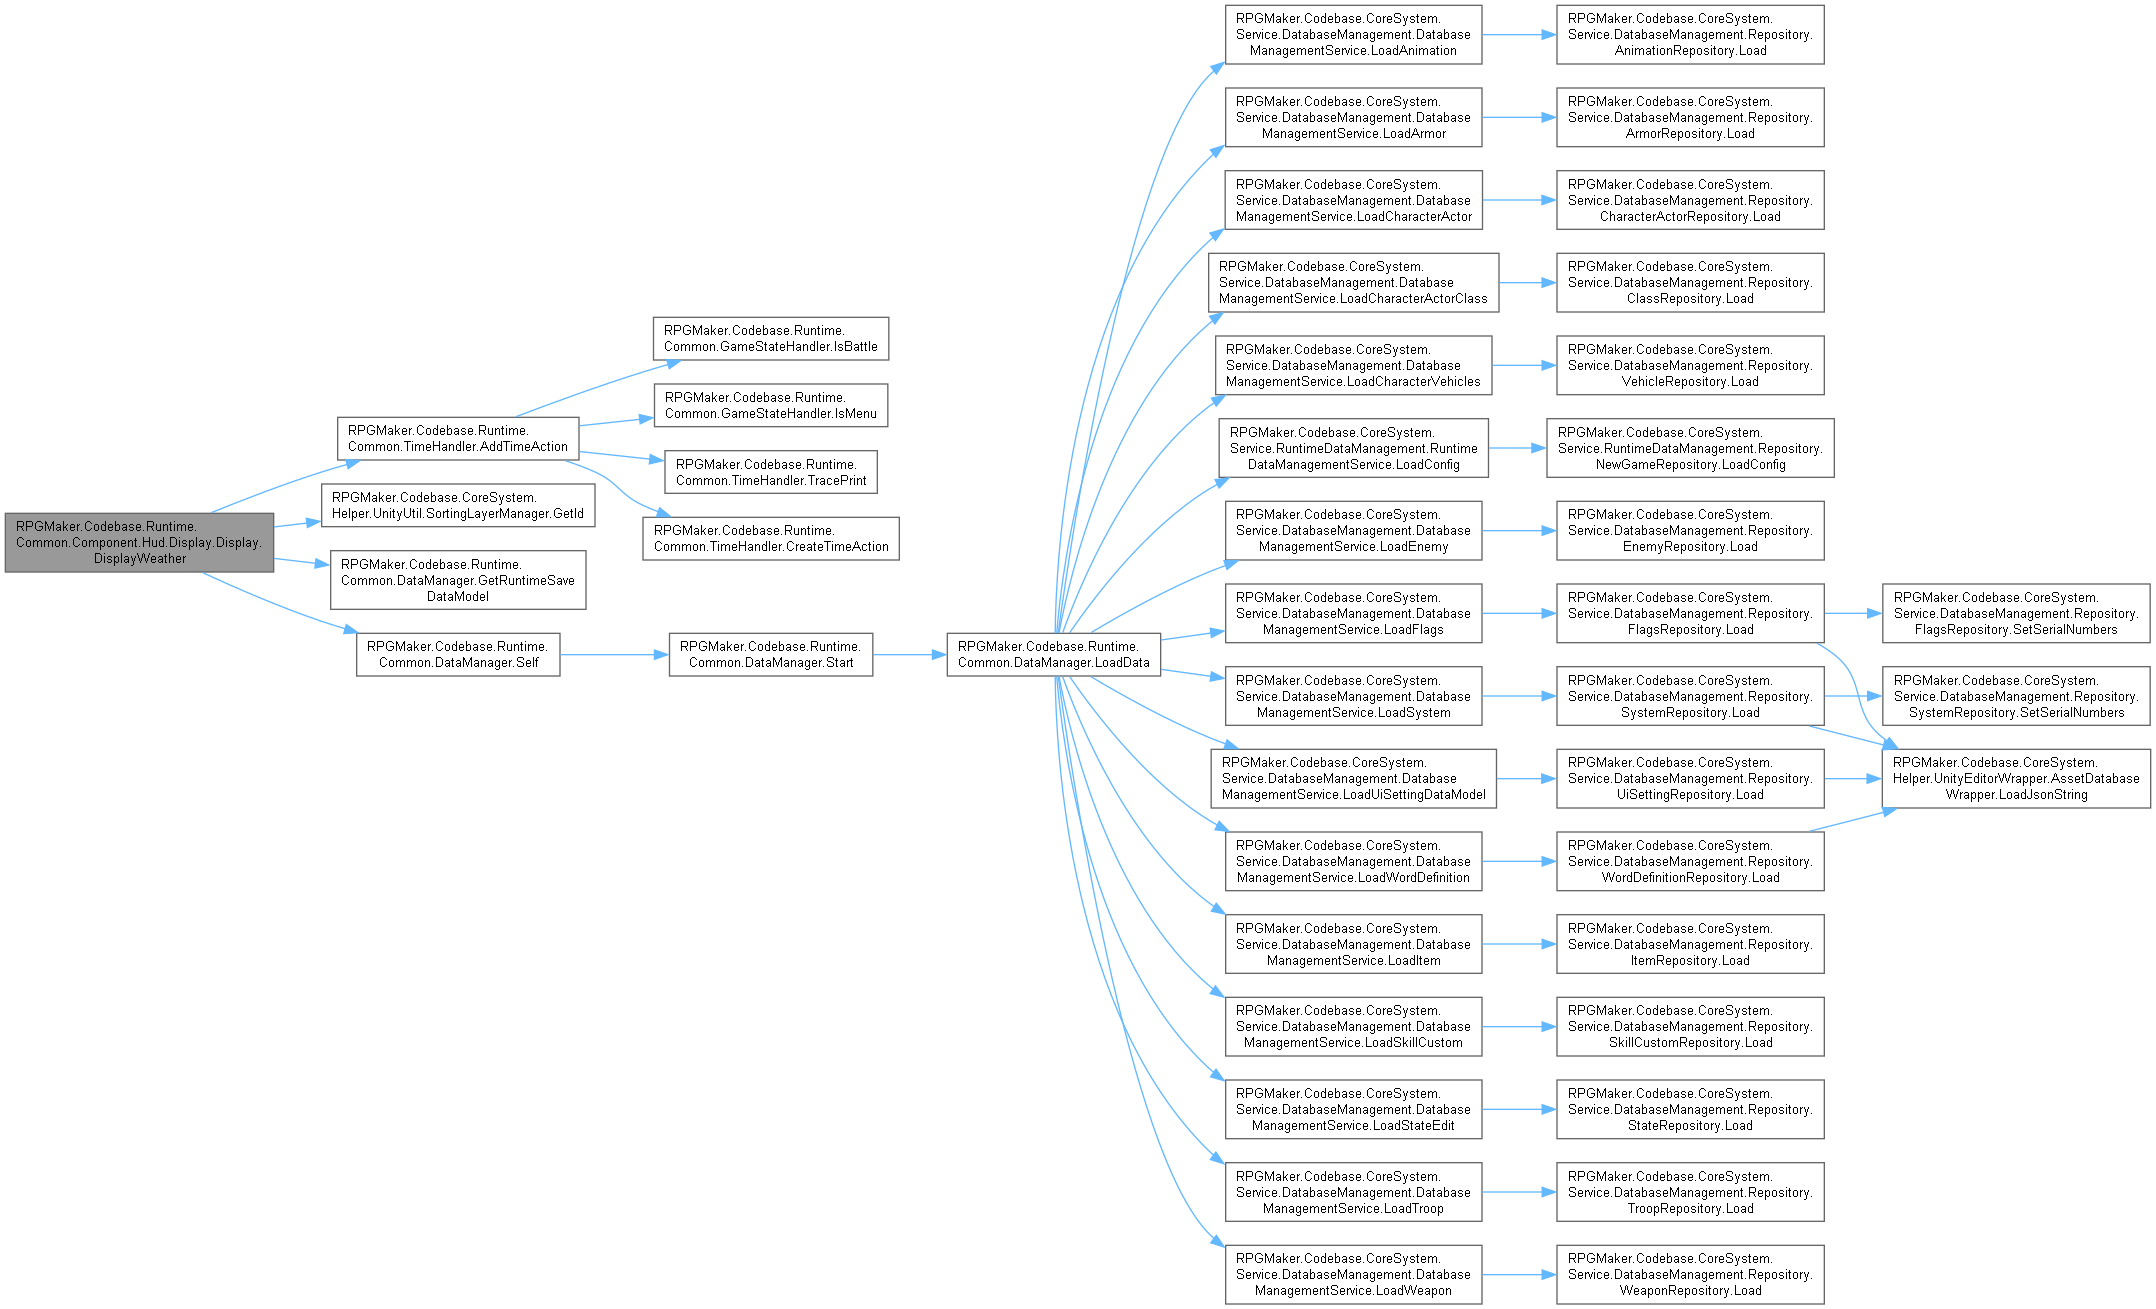 RPGMaker.Codebase.Runtime.
Common.Component.Hud.Display.Display.
DisplayWeather
RPGMaker.Codebase.Runtime.
Common.TimeHandler.AddTimeAction
RPGMaker.Codebase.CoreSystem.
Helper.UnityUtil.SortingLayerManager.GetId
RPGMaker.Codebase.Runtime.
Common.DataManager.GetRuntimeSave
DataModel
RPGMaker.Codebase.Runtime.
Common.DataManager.Self
RPGMaker.Codebase.Runtime.
Common.GameStateHandler.IsBattle
RPGMaker.Codebase.Runtime.
Common.GameStateHandler.IsMenu
RPGMaker.Codebase.Runtime.
Common.TimeHandler.TracePrint
RPGMaker.Codebase.Runtime.
Common.TimeHandler.CreateTimeAction
RPGMaker.Codebase.Runtime.
Common.DataManager.Start
RPGMaker.Codebase.Runtime.
Common.DataManager.LoadData
RPGMaker.Codebase.CoreSystem.
Service.DatabaseManagement.Database
ManagementService.LoadAnimation
RPGMaker.Codebase.CoreSystem.
Service.DatabaseManagement.Database
ManagementService.LoadArmor
RPGMaker.Codebase.CoreSystem.
Service.DatabaseManagement.Database
ManagementService.LoadCharacterActor
RPGMaker.Codebase.CoreSystem.
Service.DatabaseManagement.Database
ManagementService.LoadCharacterActorClass
RPGMaker.Codebase.CoreSystem.
Service.DatabaseManagement.Database
ManagementService.LoadCharacterVehicles
RPGMaker.Codebase.CoreSystem.
Service.RuntimeDataManagement.Runtime
DataManagementService.LoadConfig
RPGMaker.Codebase.CoreSystem.
Service.DatabaseManagement.Database
ManagementService.LoadEnemy
RPGMaker.Codebase.CoreSystem.
Service.DatabaseManagement.Database
ManagementService.LoadFlags
RPGMaker.Codebase.CoreSystem.
Service.DatabaseManagement.Database
ManagementService.LoadSystem
RPGMaker.Codebase.CoreSystem.
Service.DatabaseManagement.Database
ManagementService.LoadUiSettingDataModel
RPGMaker.Codebase.CoreSystem.
Service.DatabaseManagement.Database
ManagementService.LoadWordDefinition
RPGMaker.Codebase.CoreSystem.
Service.DatabaseManagement.Database
ManagementService.LoadItem
RPGMaker.Codebase.CoreSystem.
Service.DatabaseManagement.Database
ManagementService.LoadSkillCustom
RPGMaker.Codebase.CoreSystem.
Service.DatabaseManagement.Database
ManagementService.LoadStateEdit
RPGMaker.Codebase.CoreSystem.
Service.DatabaseManagement.Database
ManagementService.LoadTroop
RPGMaker.Codebase.CoreSystem.
Service.DatabaseManagement.Database
ManagementService.LoadWeapon
RPGMaker.Codebase.CoreSystem.
Service.DatabaseManagement.Repository.
AnimationRepository.Load
RPGMaker.Codebase.CoreSystem.
Service.DatabaseManagement.Repository.
ArmorRepository.Load
RPGMaker.Codebase.CoreSystem.
Service.DatabaseManagement.Repository.
CharacterActorRepository.Load
RPGMaker.Codebase.CoreSystem.
Service.DatabaseManagement.Repository.
ClassRepository.Load
RPGMaker.Codebase.CoreSystem.
Service.DatabaseManagement.Repository.
VehicleRepository.Load
RPGMaker.Codebase.CoreSystem.
Service.RuntimeDataManagement.Repository.
NewGameRepository.LoadConfig
RPGMaker.Codebase.CoreSystem.
Service.DatabaseManagement.Repository.
EnemyRepository.Load
RPGMaker.Codebase.CoreSystem.
Service.DatabaseManagement.Repository.
FlagsRepository.Load
RPGMaker.Codebase.CoreSystem.
Service.DatabaseManagement.Repository.
SystemRepository.Load
RPGMaker.Codebase.CoreSystem.
Service.DatabaseManagement.Repository.
UiSettingRepository.Load
RPGMaker.Codebase.CoreSystem.
Service.DatabaseManagement.Repository.
WordDefinitionRepository.Load
RPGMaker.Codebase.CoreSystem.
Service.DatabaseManagement.Repository.
ItemRepository.Load
RPGMaker.Codebase.CoreSystem.
Service.DatabaseManagement.Repository.
SkillCustomRepository.Load
RPGMaker.Codebase.CoreSystem.
Service.DatabaseManagement.Repository.
StateRepository.Load
RPGMaker.Codebase.CoreSystem.
Service.DatabaseManagement.Repository.
TroopRepository.Load
RPGMaker.Codebase.CoreSystem.
Service.DatabaseManagement.Repository.
WeaponRepository.Load
RPGMaker.Codebase.CoreSystem.
Service.DatabaseManagement.Repository.
FlagsRepository.SetSerialNumbers
RPGMaker.Codebase.CoreSystem.
Service.DatabaseManagement.Repository.
SystemRepository.SetSerialNumbers
RPGMaker.Codebase.CoreSystem.
Helper.UnityEditorWrapper.AssetDatabase
Wrapper.LoadJsonString